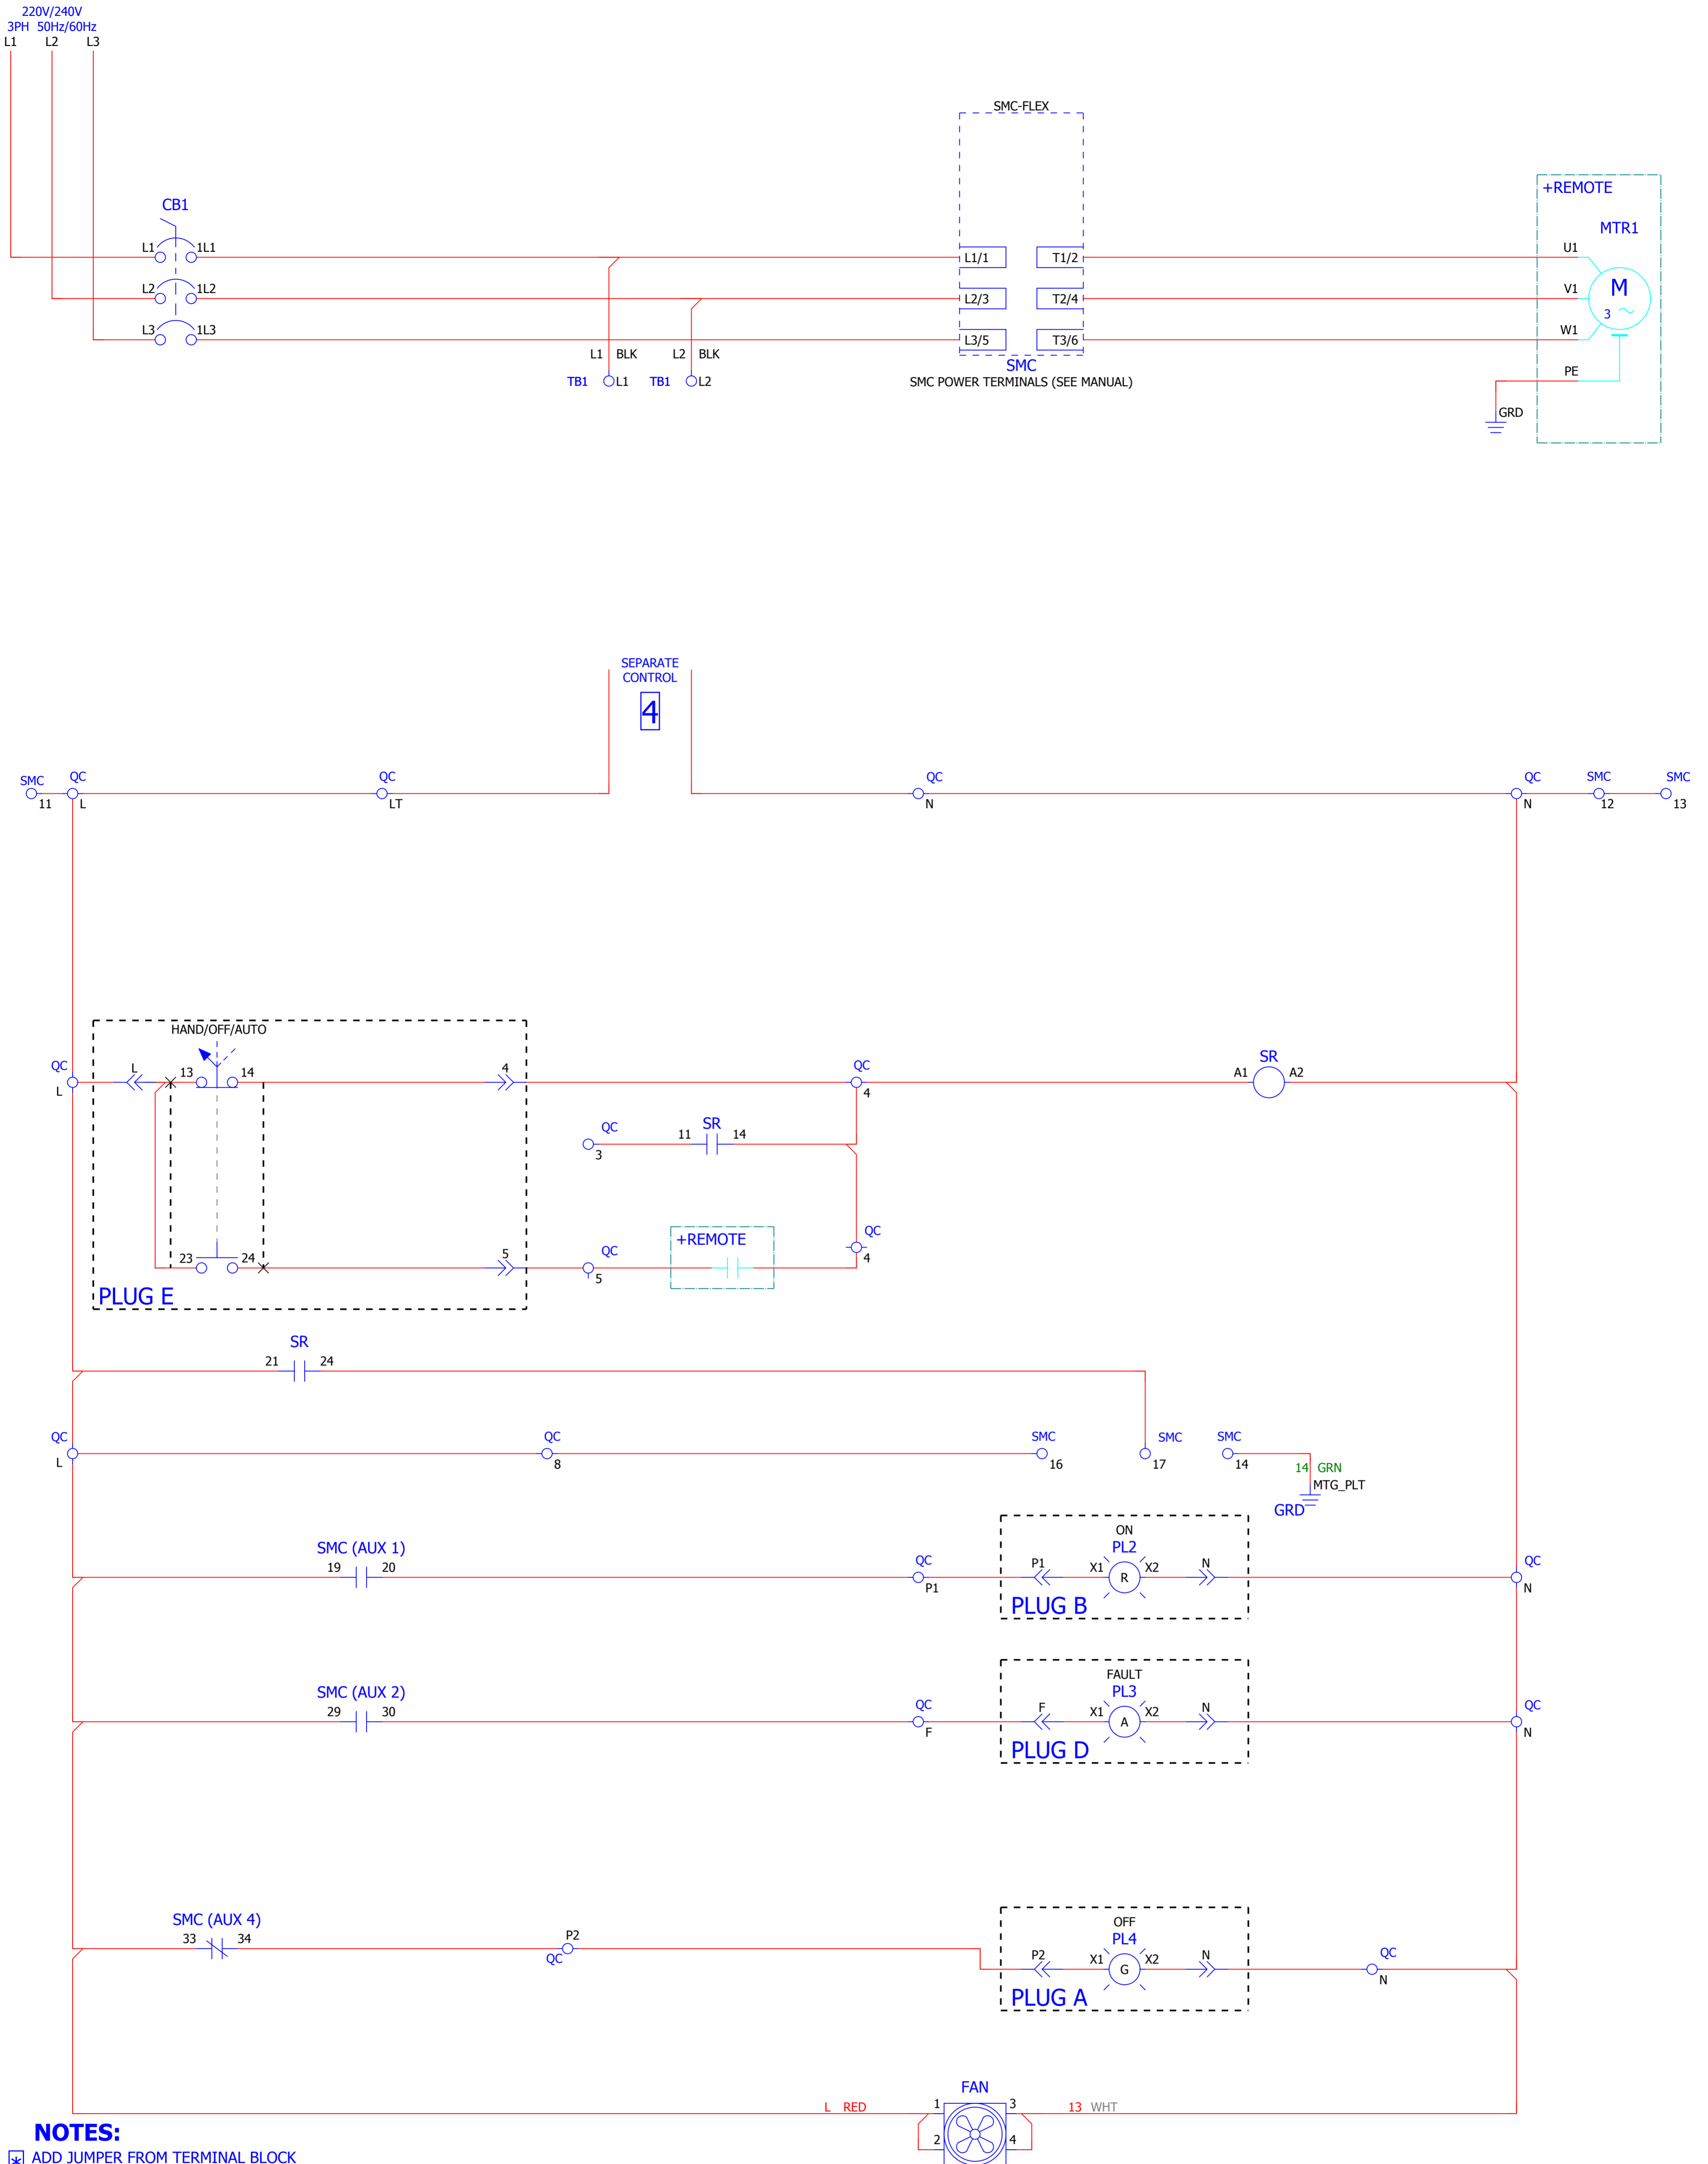 220V/240V
3PH 50Hz/60Hz
L1 L2 L3
SMC-FLEX
+REMOTE
CB1
MTR1
L1 1L1 L1/1 T1/2 U1
L2 1L2 L2/3 T2/4 V1 M
3
L3 1L3 L3/5 T3/6 W1
L1 BLK L2 BLK
SMC
PE
TB1 L1 TB1 L2
SMC POWER TERMINALS (SEE MANUAL)
GRD
SEPARATE
CONTROL
4
SMC QC QC QC QC SMC SMC
11 L LT N N 12 13
HAND/OFF/AUTO
QC L 13 14 4 QC SR
A1 A2
L 4
QC 11 SR 14
3
QC
+REMOTE
23 24 5 QC 4
5
PLUG E
SR
21 24
QC QC SMC SMC SMC
L 8 16 17 14
14 GRN
MTG_PLT
GRD
ON
SMC (AUX 1) PL2
19 20 QC P1 X1 R X2 N QC
P1 N
PLUG B
FAULT
SMC (AUX 2) PL3
29 30 QC F X1 A X2 N QC
F N
PLUG D
SMC (AUX 4) OFF
33 34 P2 PL4
QC P2 X1 G X2 N QC
N
PLUG A
FAN
L RED 1 3 13 WHT
NOTES:
2 4
* ADD JUMPER FROM TERMINAL BLOCK